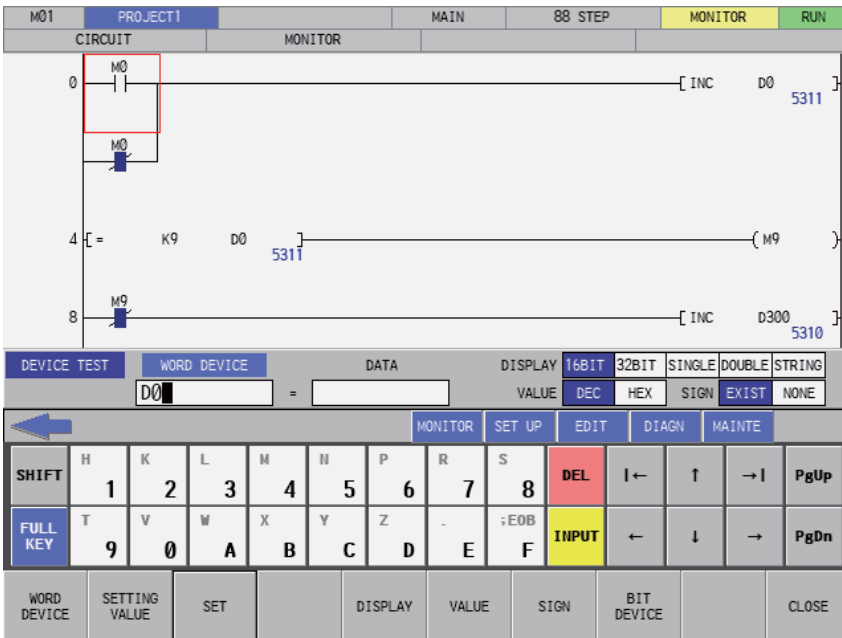 M01 PROJECT1 MAIN 88 STEP MONITOR RUN
CIRCUIT MONITOR
M0
0 [ INC D0 ]
5311
M0
4 [ = K9 D0 ] ( M9 )
5311
M9
8 [ INC D300 ]
5310
DEVICE TEST WORD DEVICE DATA DISPLAY 16BIT 32BIT SINGLE DOUBLE STRING
D0 = VALUE DEC HEX SIGN EXIST NONE
MONITOR SET UP EDIT DIAGN MAINTE
SHIFT H 1 K 2 L 3 M 4 N 5 P 6 R 7 S 8 DEL |← ↑ →| PgUp
FULL KEY T 9 V 0 W A X B Y C Z D . E ;EOB F INPUT ← ↓ → PgDn
WORD DEVICE SETTING VALUE SET DISPLAY VALUE SIGN BIT DEVICE CLOSE